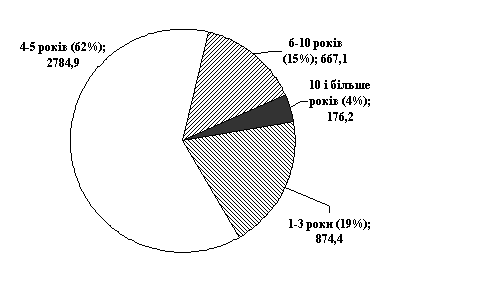 4-5 років (62%);
2784,9
6-10 років
(15%); 667,1
10 і більше
років (4%);
176,2
1-3 роки (19%);
874,4